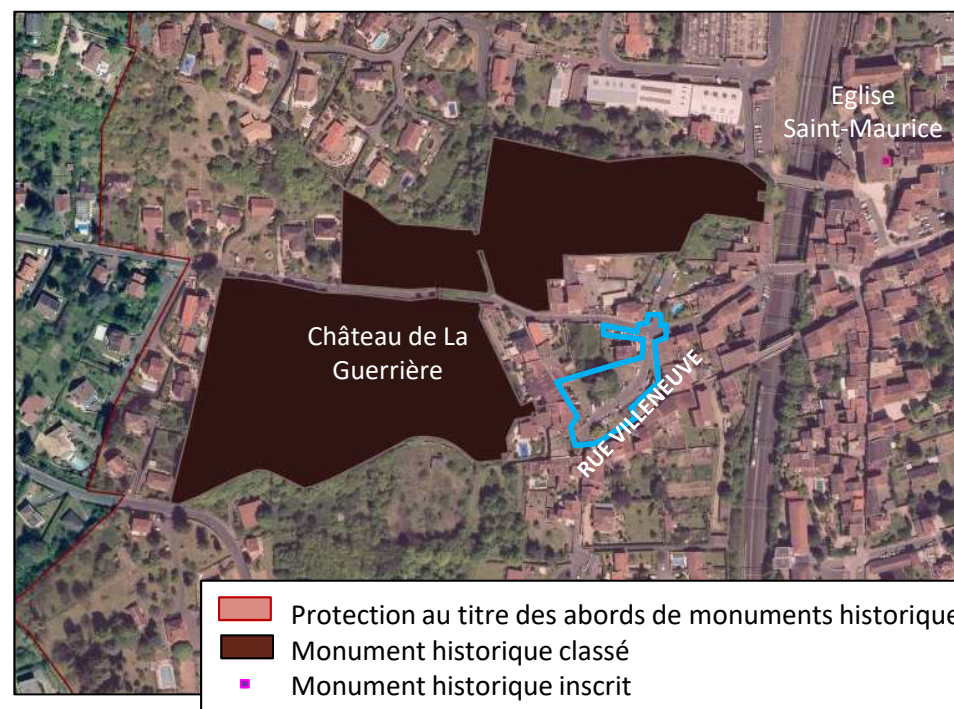 Eglise
Saint-Maurice
Château de La
Guerrière
RUE VILLENEUVE
Protection au titre des abords de monuments historique
Monument historique classé
Monument historique inscrit